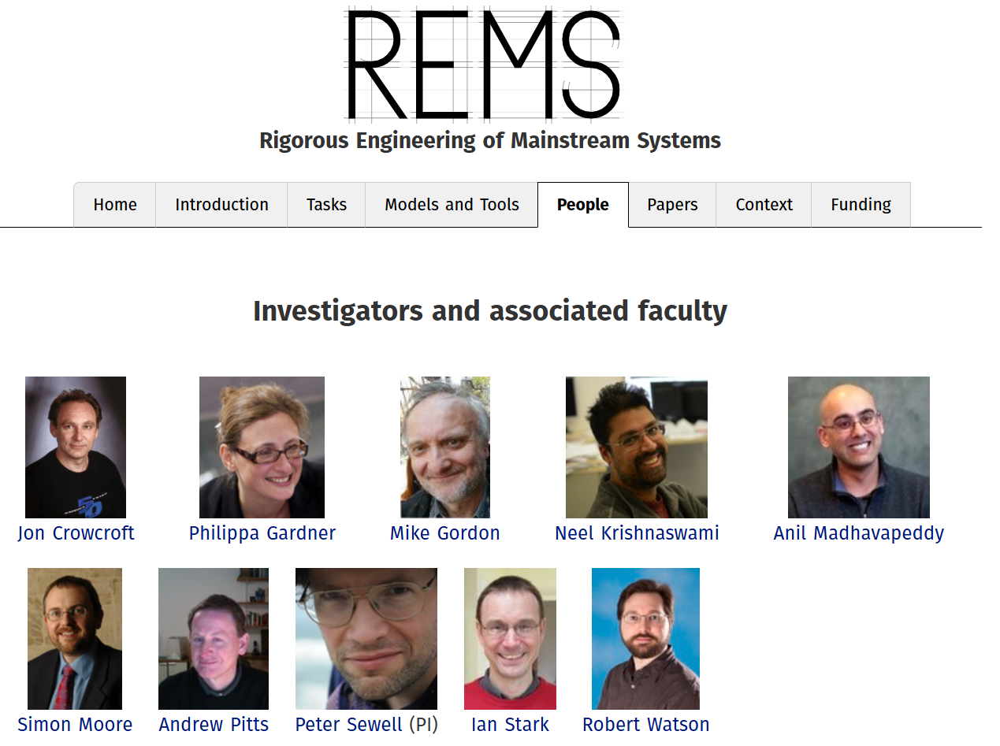 REMS
Rigorous Engineering of Mainstream Systems
Home Introduction Tasks Models and Tools People Papers Context Funding
Investigators and associated faculty
50
Jon Crowcroft Philippa Gardner Mike Gordon Neel Krishnaswami Anil Madhavapeddy
Simon Moore Andrew Pitts Peter Sewell (PI) Ian Stark Robert Watson